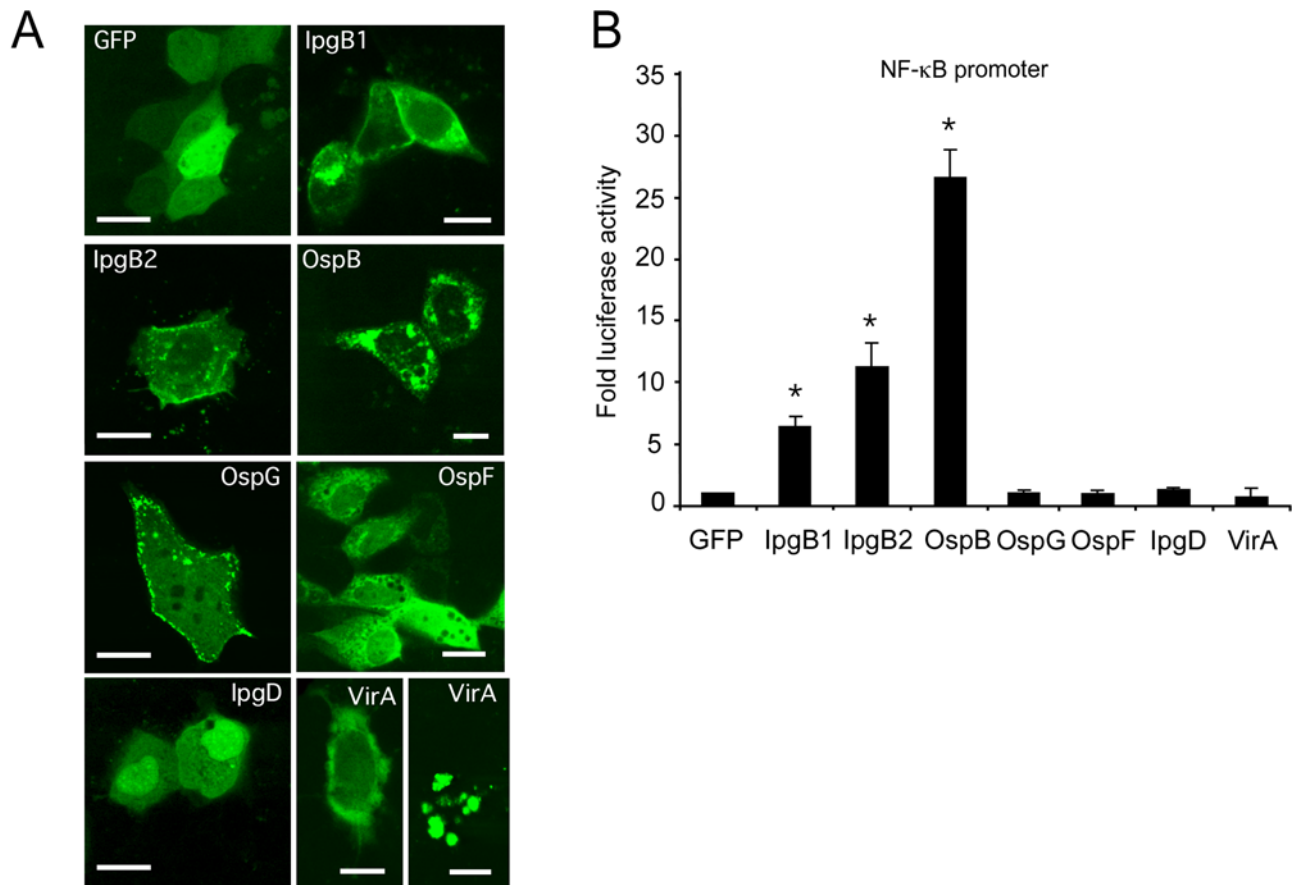 A
GFP
IpgB1
IpgB2
OspB
OspG
OspF
IpgD
VirA
VirA
B
NF-κB promoter
Fold luciferase activity
35
30
25
20
15
10
5
0
*
*
*
GFP IpgB1 IpgB2 OspB OspG OspF IpgD VirA